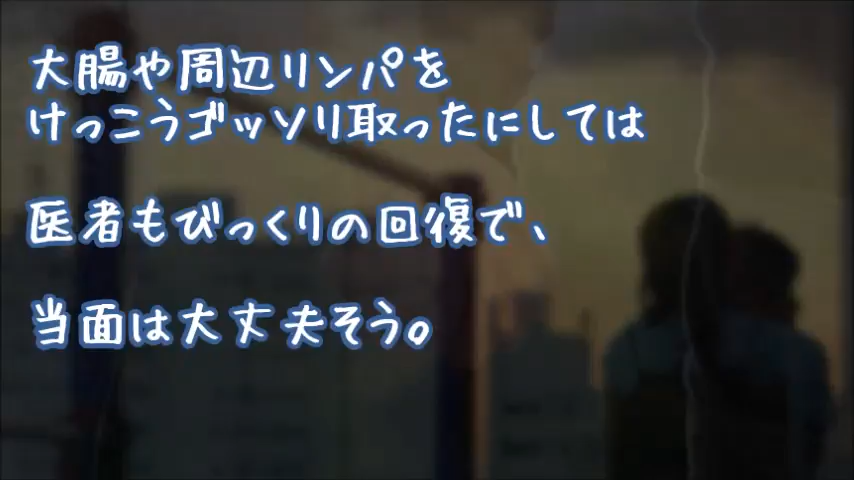 大腸や周辺リンパを
けっこうゴッソリ取ったにしては
医者もびっくりの回復で、
当面は大丈夫そう。